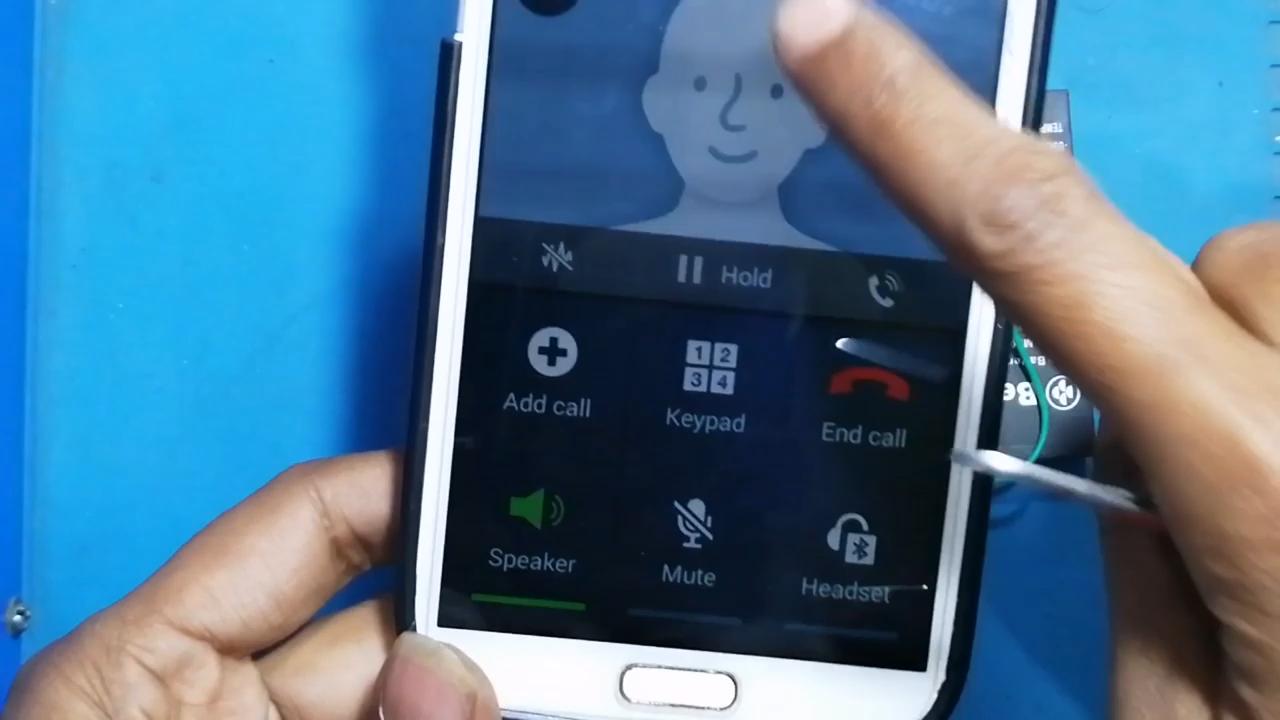 Hold
1 2
3 4
Add call
Keypad
End call
Speaker
Mute
Headset